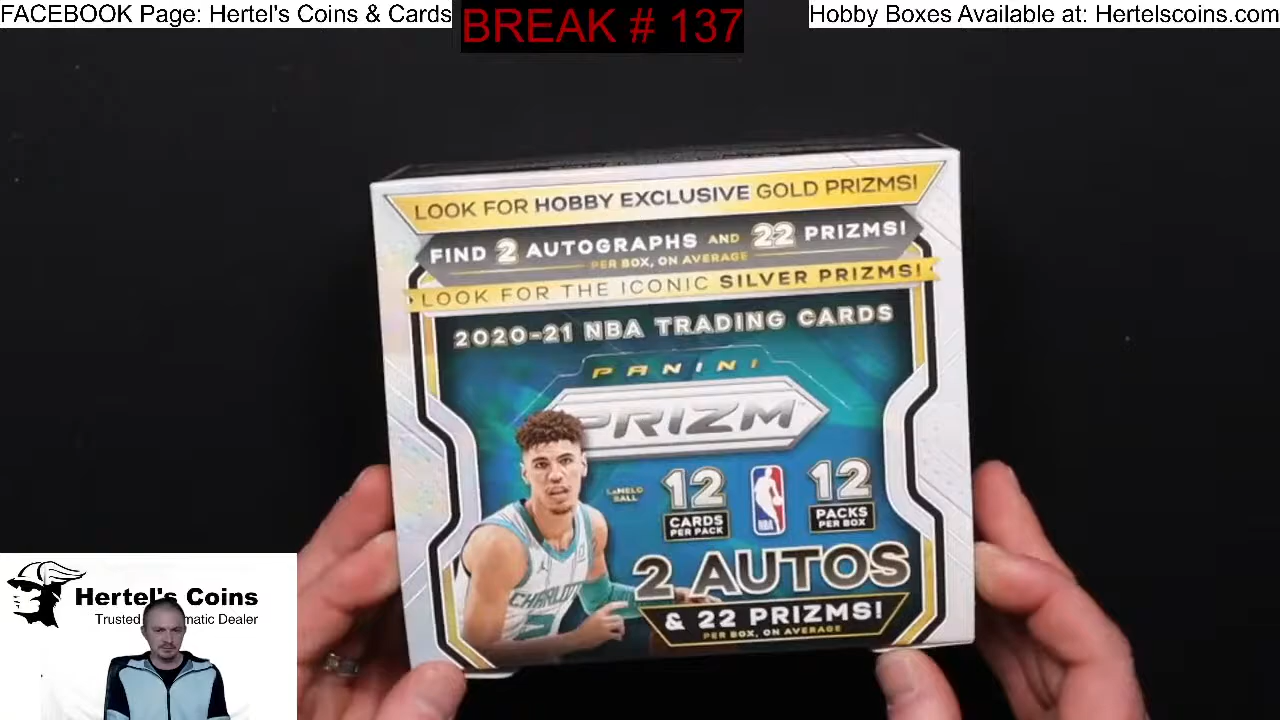 FACEBOOK Page: Hertel's Coins & Cards
BREAK # 137
Hobby Boxes Available at: Hertelscoins.com
LOOK FOR HOBBY EXCLUSIVE GOLD PRIZMS!
FIND 2 AUTOGRAPHS AND 22 PRIZMS!
PER BOX, ON AVERAGE
LOOK FOR THE ICONIC SILVER PRIZMS!
2020-21 NBA TRADING CARDS
PANINI
PRIZM
LaMELO
BALL
12
CARDS
PER PACK
NBA
12
PACKS
PER BOX
2 AUTOS
& 22 PRIZMS!
PER BOX, ON AVERAGE
CHARLO
Hertel's Coins
Trusted Dealer